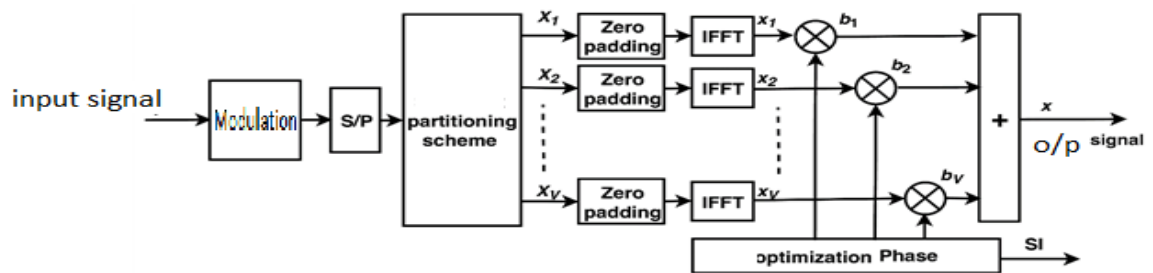 input signal
Modulation
S/P
partitioning
scheme
X1
Zero
padding
IFFT
x1
b1
X2
Zero
padding
IFFT
x2
b2
XV
Zero
padding
IFFT
xV
bV
+
x
o/p signal
optimization Phase
SI